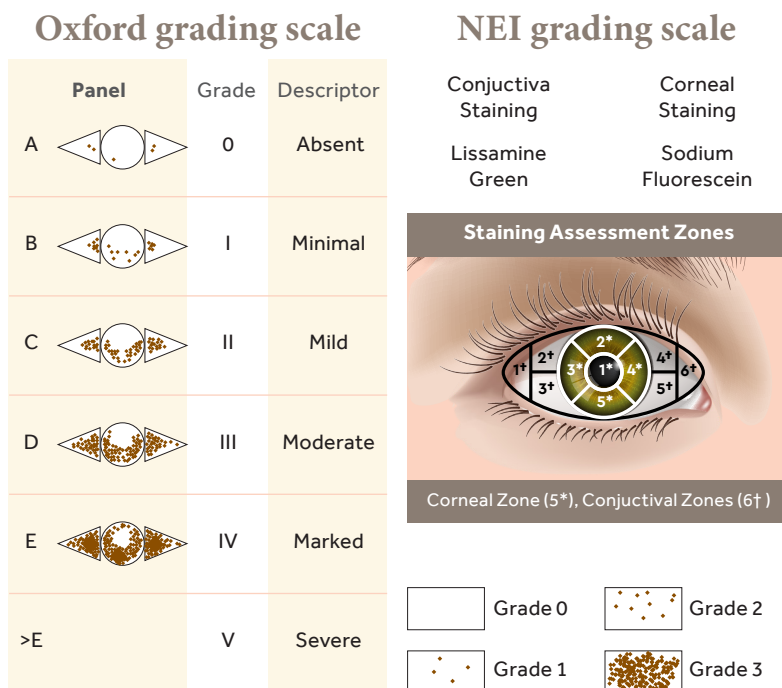 Oxford grading scale
Panel Grade Descriptor
A 0 Absent
B I Minimal
C II Mild
D III Moderate
E IV Marked
>E V Severe
NEI grading scale
Conjuctiva
Staining
Corneal
Staining
Lissamine
Green
Sodium
Fluorescein
Staining Assessment Zones
2*
1† 2† 3* 1* 4* 4† 6†
3† 5* 5†
Corneal Zone (5*), Conjuctival Zones (6† )
Grade 0 Grade 2
Grade 1 Grade 3